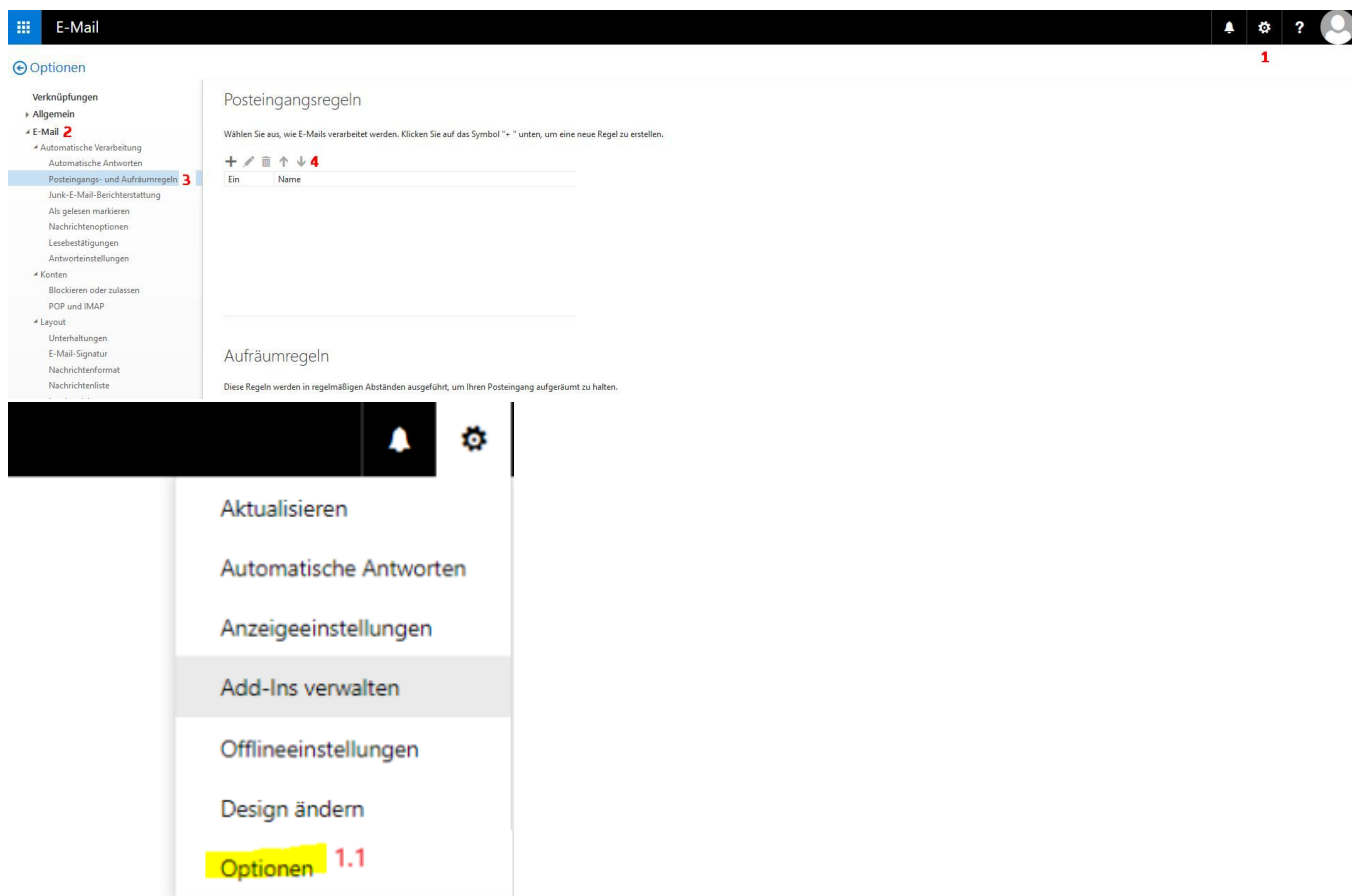 E-Mail
?
1
Optionen
Verknüpfungen
Allgemein
E-Mail 2
Automatische Verarbeitung
Automatische Antworten
Posteingangs- und Aufräumregeln 3
Junk-E-Mail-Berichterstattung
Als gelesen markieren
Nachrichtenoptionen
Lesebestätigungen
Antworteinstellungen
Konten
Blockieren oder zulassen
POP und IMAP
Layout
Unterhaltungen
E-Mail-Signatur
Nachrichtenformat
Nachrichtenliste
Posteingangsregeln
Wählen Sie aus, wie E-Mails verarbeitet werden. Klicken Sie auf das Symbol "+ " unten, um eine neue Regel zu erstellen.
4
Ein Name
Aufräumregeln
Diese Regeln werden in regelmäßigen Abständen ausgeführt, um Ihren Posteingang aufgeräumt zu halten.
Aktualisieren
Automatische Antworten
Anzeigeeinstellungen
Add-Ins verwalten
Offlineeinstellungen
Design ändern
Optionen 1.1